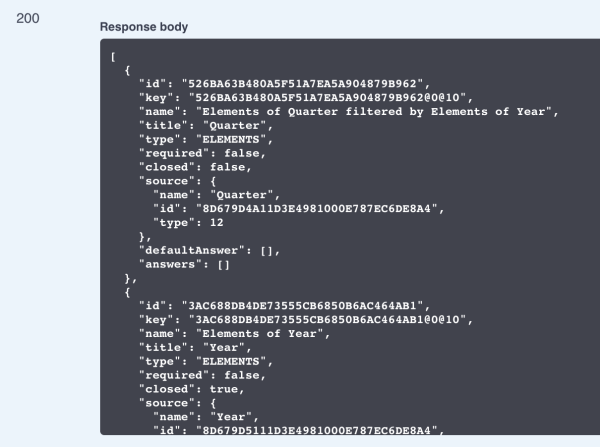 200
Response body
[
{
"id": "526BA63B480A5F51A7EA5A904879B962",
"key": "526BA63B480A5F51A7EA5A904879B962@0@10",
"name": "Elements of Quarter filtered by Elements of Year",
"title": "Quarter",
"type": "ELEMENTS",
"required": false,
"closed": false,
"source": {
"name": "Quarter",
"id": "8D679D4A11D3E4981000E787EC6DE8A4",
"type": 12
},
"defaultAnswer": [],
"answers": []
},
{
"id": "3AC688DB4DE73555CB6850B6AC464AB1",
"key": "3AC688DB4DE73555CB6850B6AC464AB1@0@10",
"name": "Elements of Year",
"title": "Year",
"type": "ELEMENTS",
"required": false,
"closed": true,
"source": {
"name": "Year",
"id": "8D679D5111D3E4981000E787EC6DE8A4",